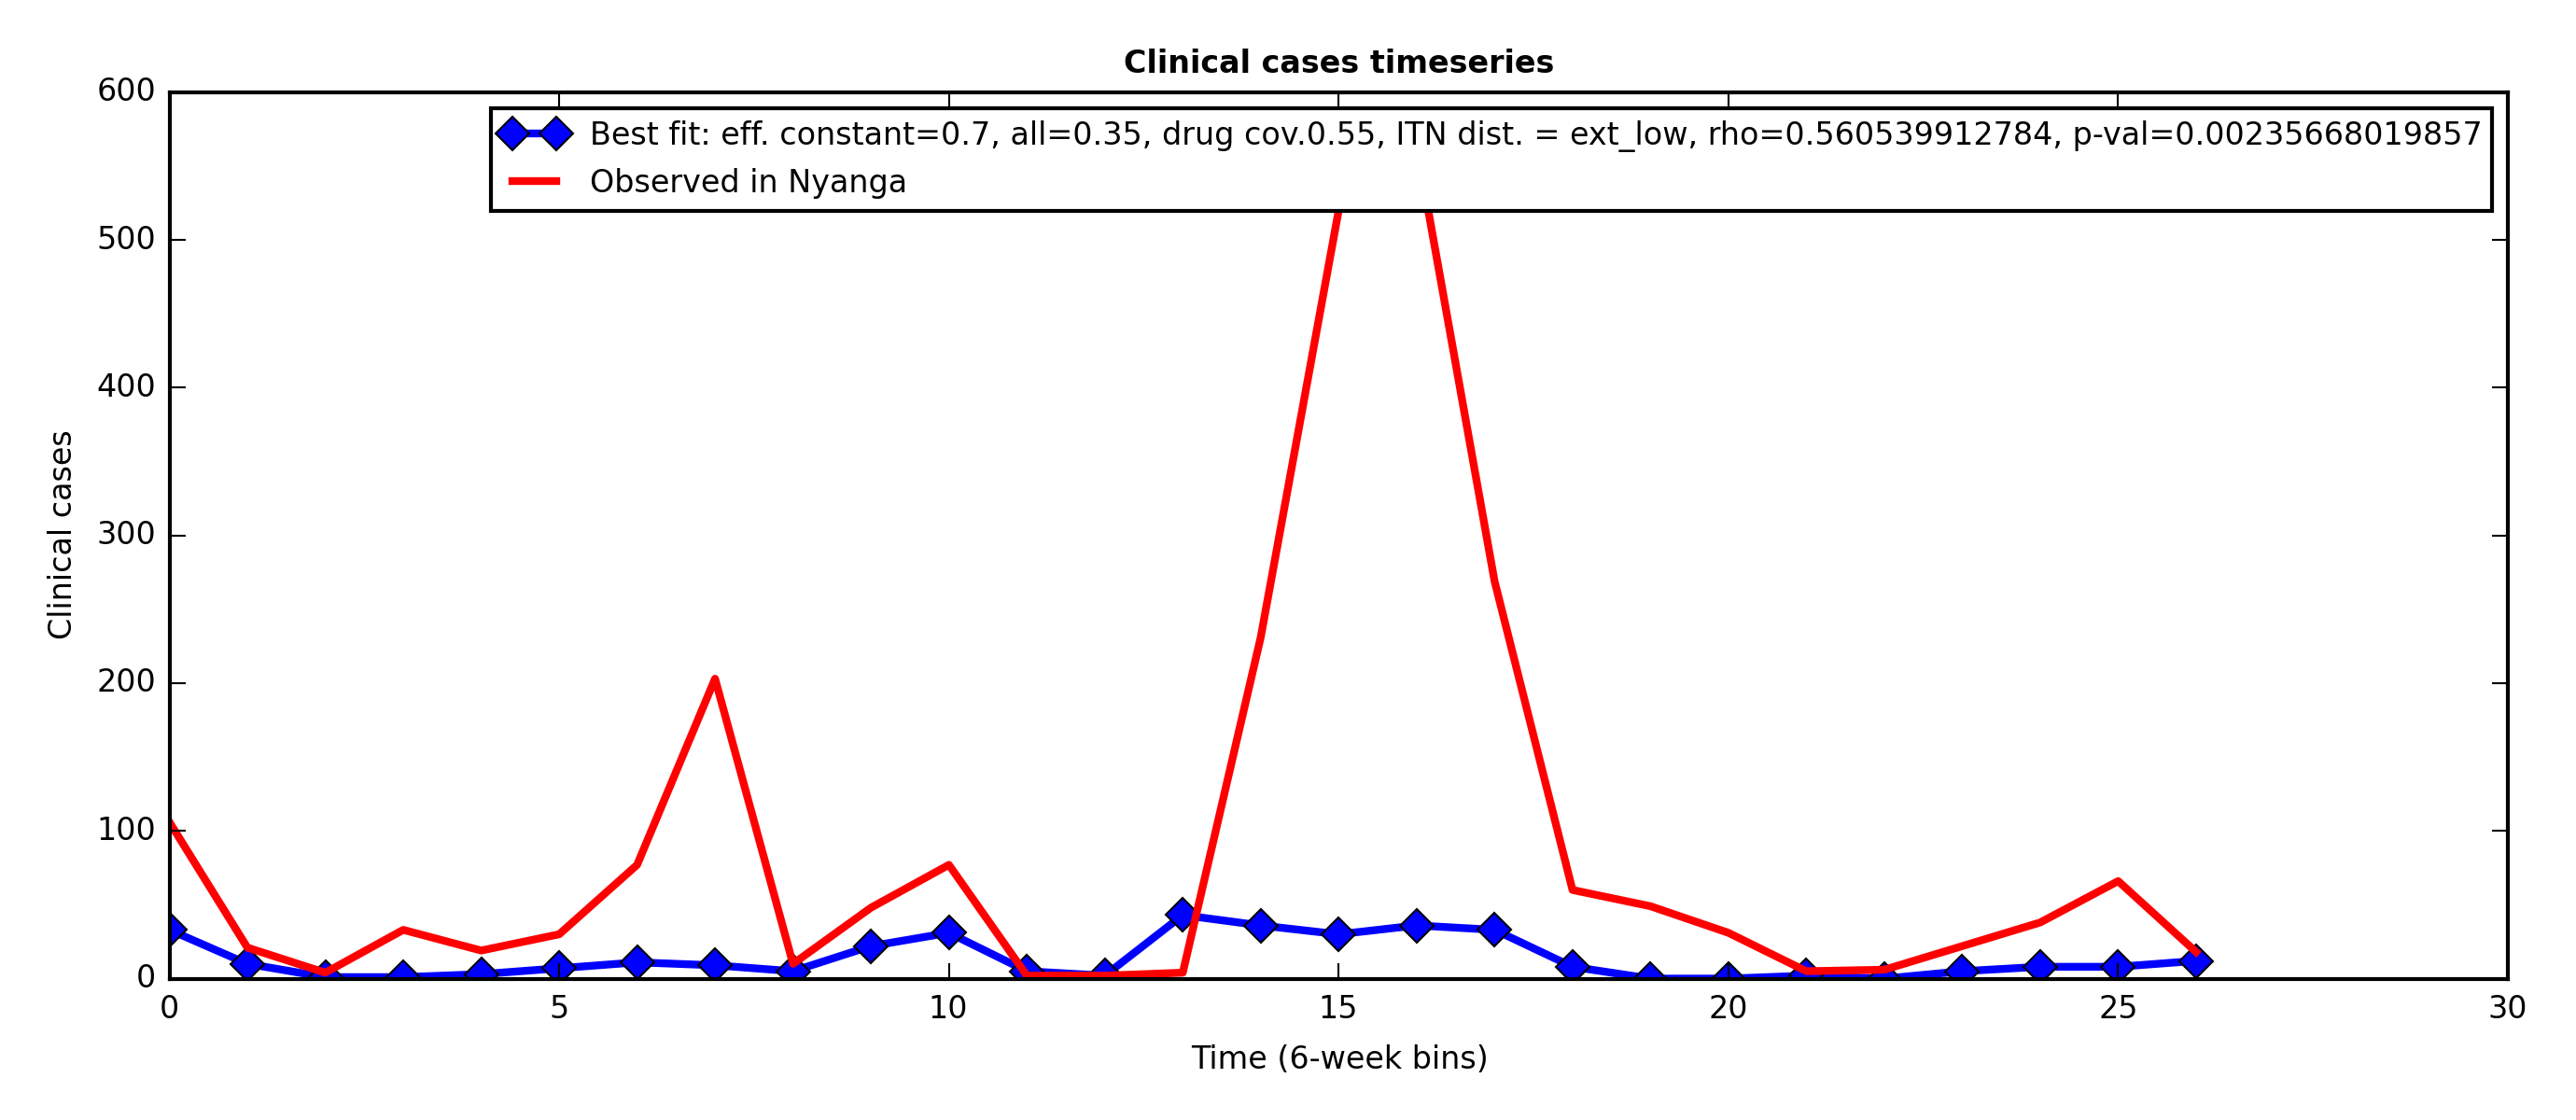 Clinical cases timeseries
600
500
400
300
200
100
0
Clinical cases
Best fit: eff. constant=0.7, all=0.35, drug cov.0.55, ITN dist. = ext_low, rho=0.560539912784, p-val=0.00235668019857
Observed in Nyanga
0 5 10 15 20 25 30
Time (6-week bins)